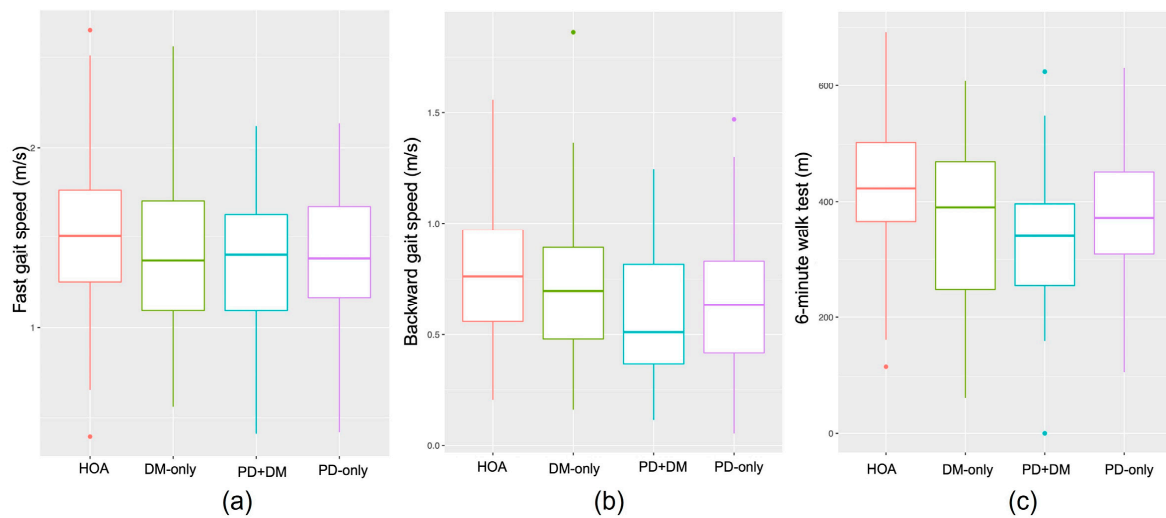 Fast gait speed (m/s)
2
1
HOA DM-only PD+DM PD-only
(a)
Backward gait speed (m/s)
1.5
1.0
0.5
0.0
HOA DM-only PD+DM PD-only
(b)
6-minute walk test (m)
600
400
200
0
HOA DM-only PD+DM PD-only
(c)